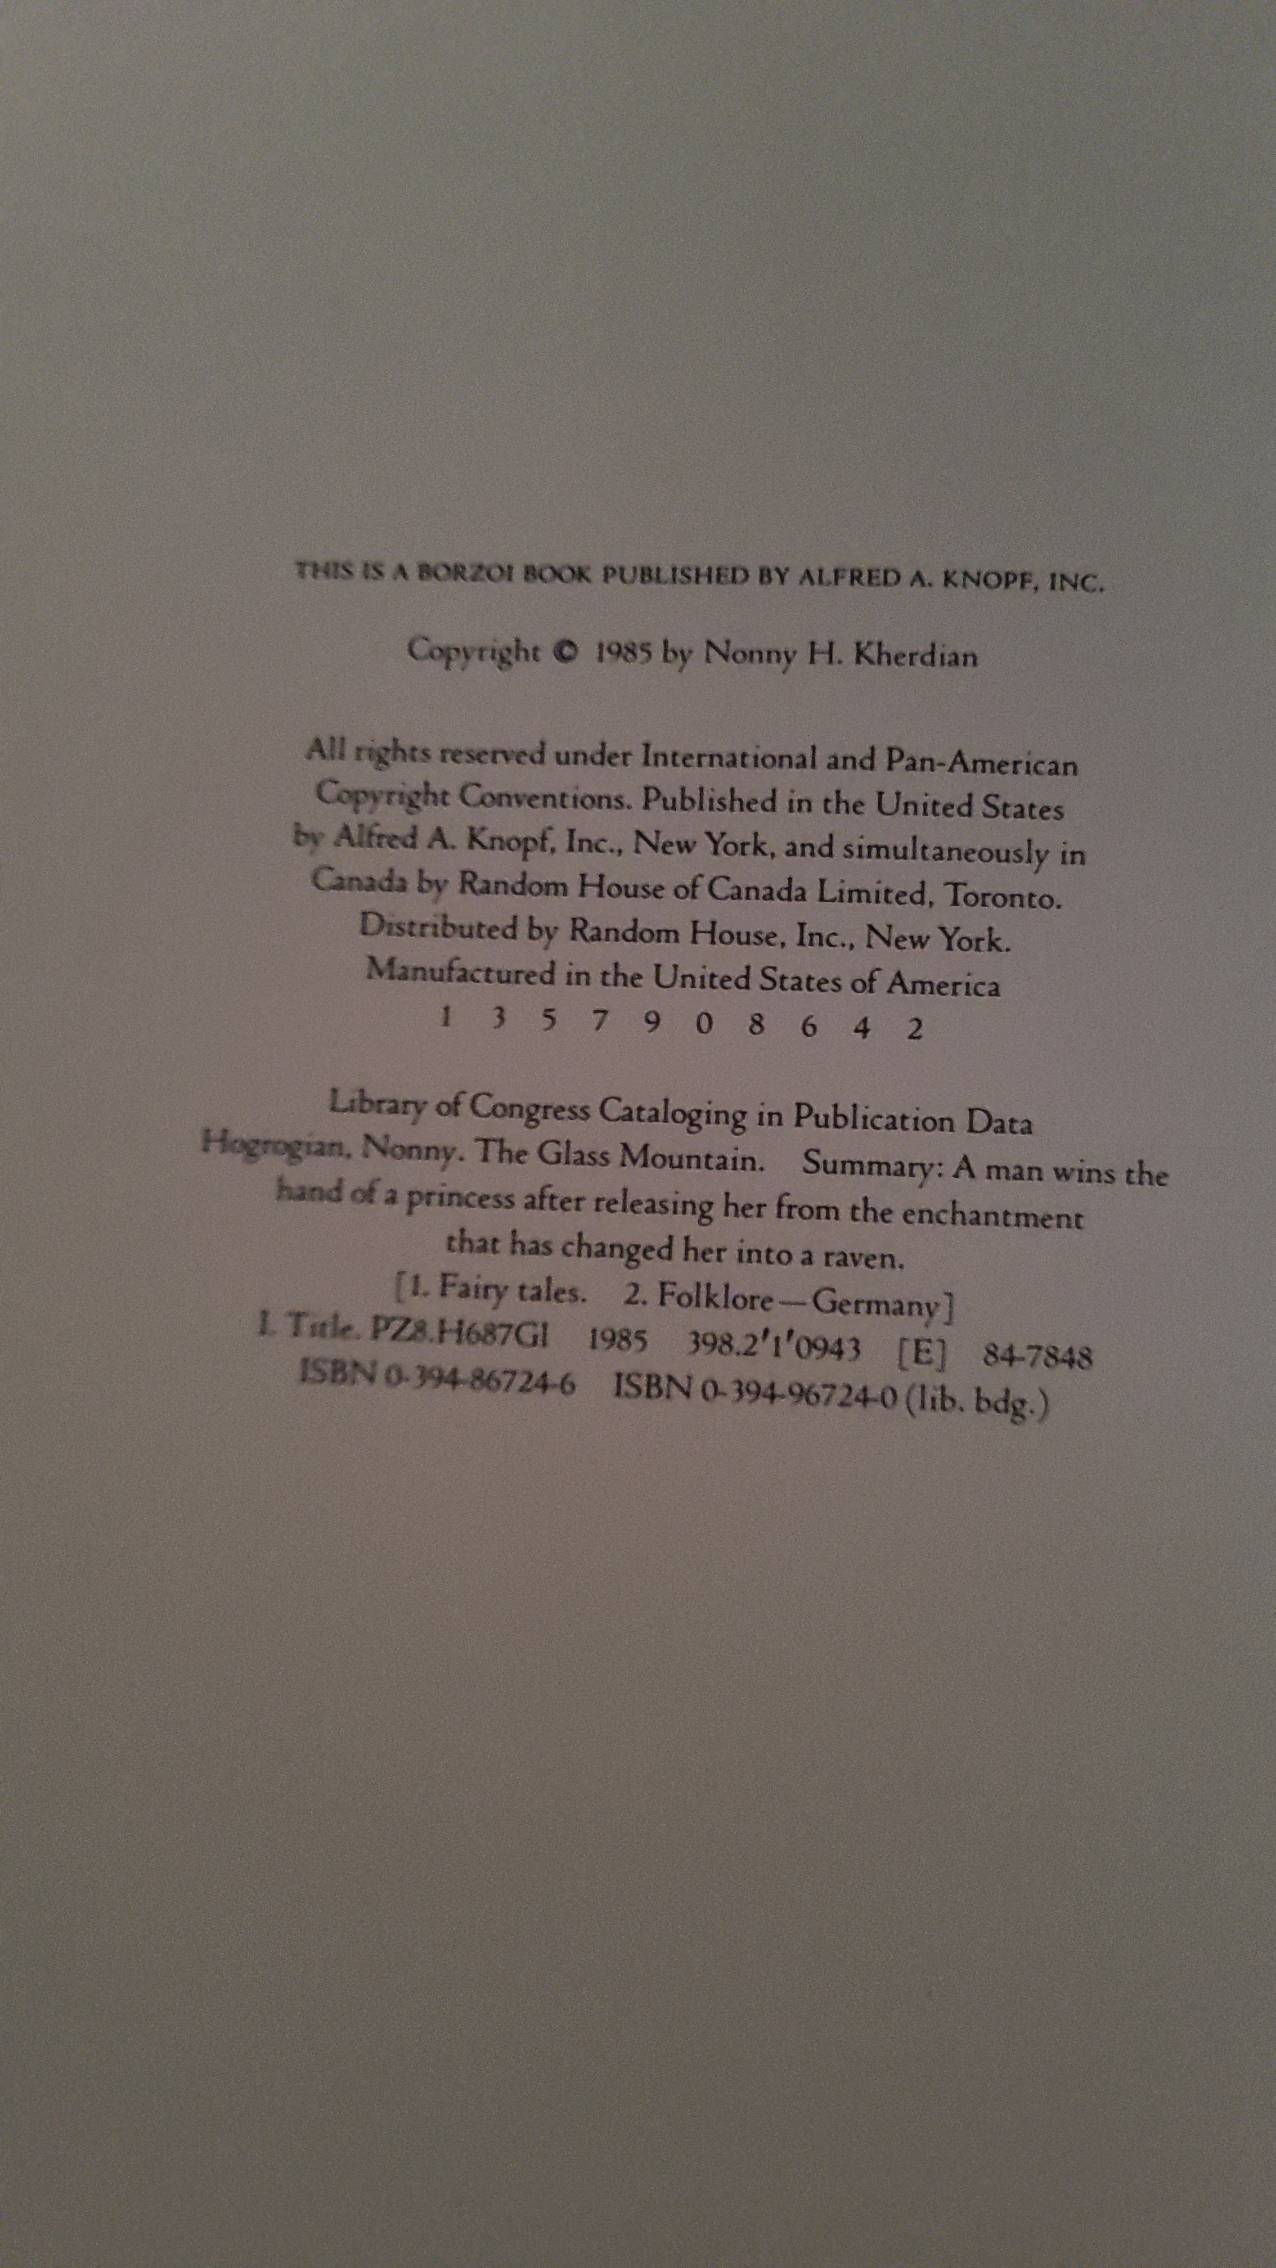 THIS IS A BORZOI BOOK PUBLISHED BY ALFRED A. KNOPF, INC.
Copyright © 1985 by Nonny H. Kherdian
All rights reserved under International and Pan-American
Copyright Conventions. Published in the United States
by Alfred A. Knopf, Inc., New York, and simultaneously in
Canada by Random House of Canada Limited, Toronto.
Distributed by Random House, Inc., New York.
Manufactured in the United States of America
1 3 5 7 9 0 8 6 4 2
Library of Congress Cataloging in Publication Data
Hogrogian, Nonny. The Glass Mountain. Summary: A man wins the
hand of a princess after releasing her from the enchantment
that has changed her into a raven.
[1. Fairy tales. 2. Folklore—Germany]
I. Title. PZ8.H687Gl 1985 398.2'1'0943 [E] 84-7848
ISBN 0-394-86724-6 ISBN 0-394-96724-0 (lib. bdg.)